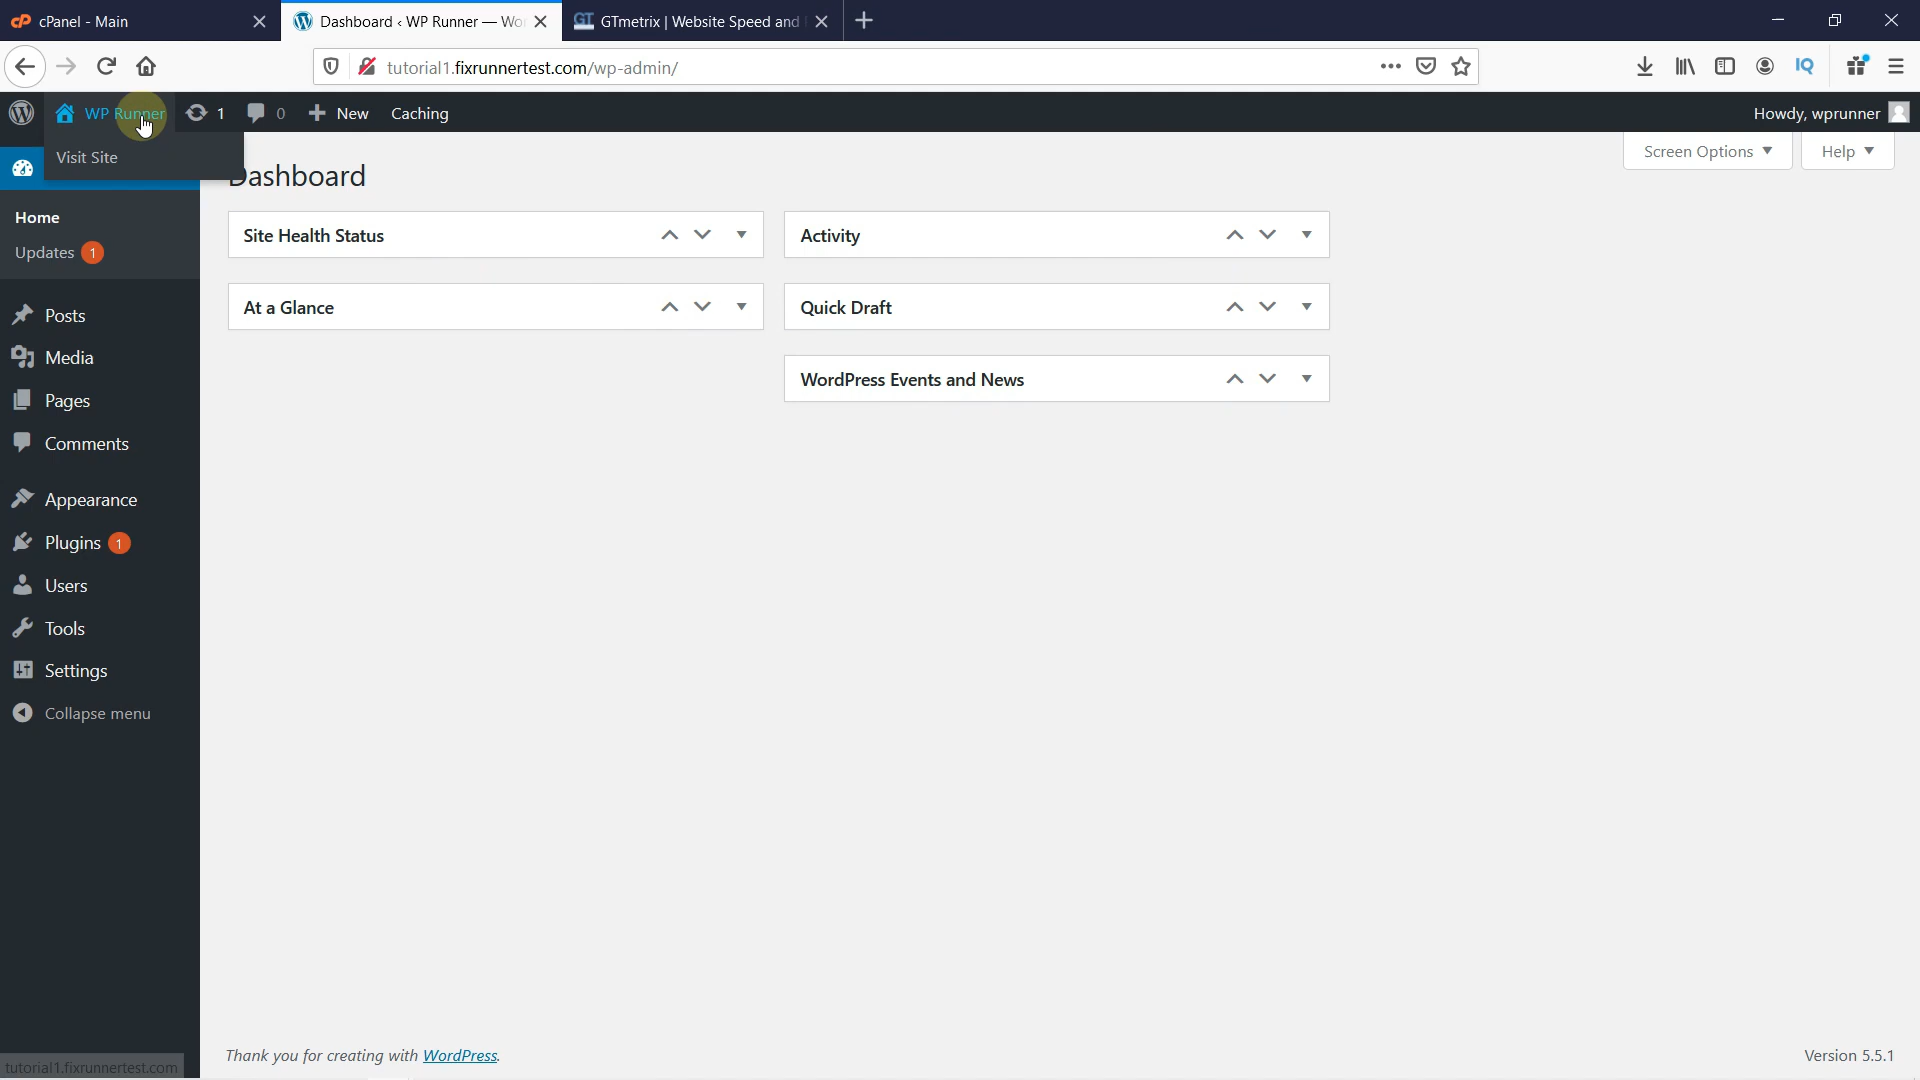 cPanel - Main
Dashboard ‹ WP Runner — Wo
GTmetrix | Website Speed and
tutorial1.fixrunnertest.com/wp-admin/
IQ
WP Runner
1
0
New
Caching
Howdy, wprunner
Visit Site
Screen Options
Help
Dashboard
Home
Updates 1
Site Health Status
Activity
At a Glance
Quick Draft
WordPress Events and News
Posts
Media
Pages
Comments
Appearance
Plugins 1
Users
Tools
Settings
Collapse menu
Thank you for creating with WordPress.
Version 5.5.1
tutorial1.fixrunnertest.com